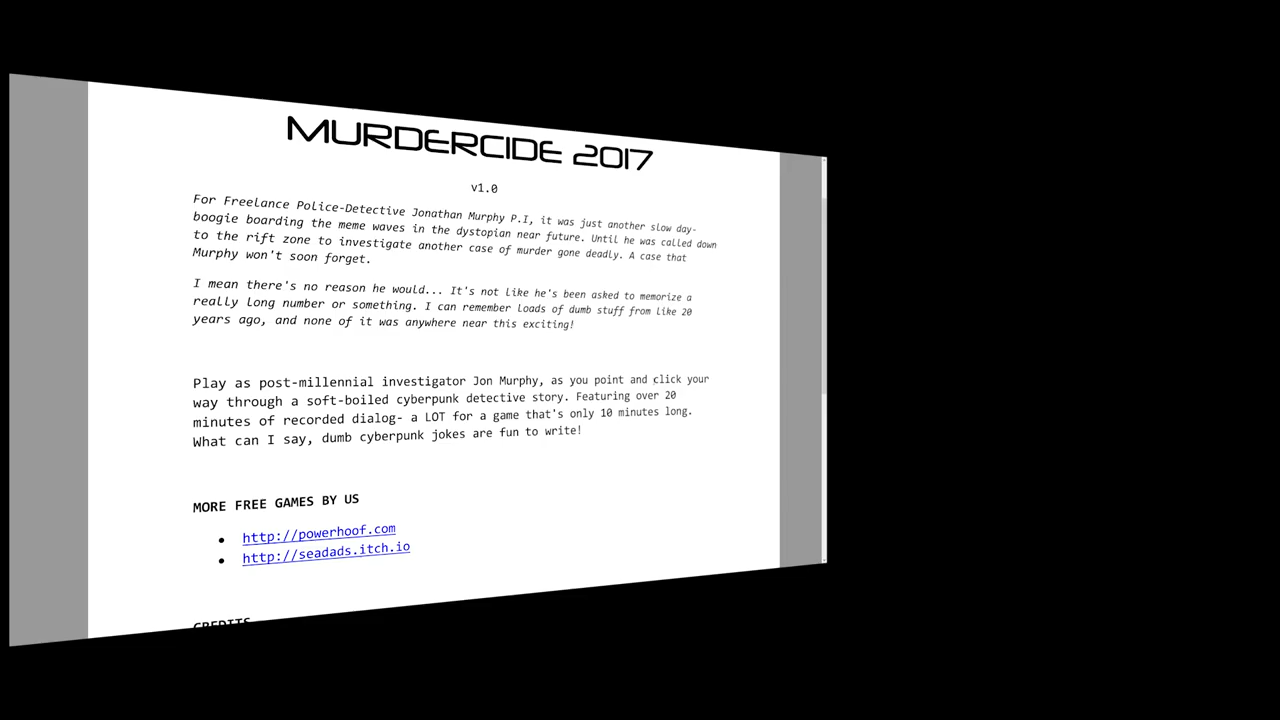 MURDERCIDE 2017
v1.0
For Freelance Police-Detective Jonathan Murphy P.I, it was just another slow day-
boogie boarding the meme waves in the dystopian near future. Until he was called down
to the rift zone to investigate another case of murder gone deadly. A case that
Murphy won't soon forget.
I mean there's no reason he would... It's not like he's been asked to memorize a
really long number or something. I can remember loads of dumb stuff from like 20
years ago, and none of it was anywhere near this exciting!
Play as post-millennial investigator Jon Murphy, as you point and click your
way through a soft-boiled cyberpunk detective story. Featuring over 20
minutes of recorded dialog- a LOT for a game that's only 10 minutes long.
What can I say, dumb cyberpunk jokes are fun to write!
MORE FREE GAMES BY US
• http://powerhoof.com
• http://seadads.itch.io
CREDITS